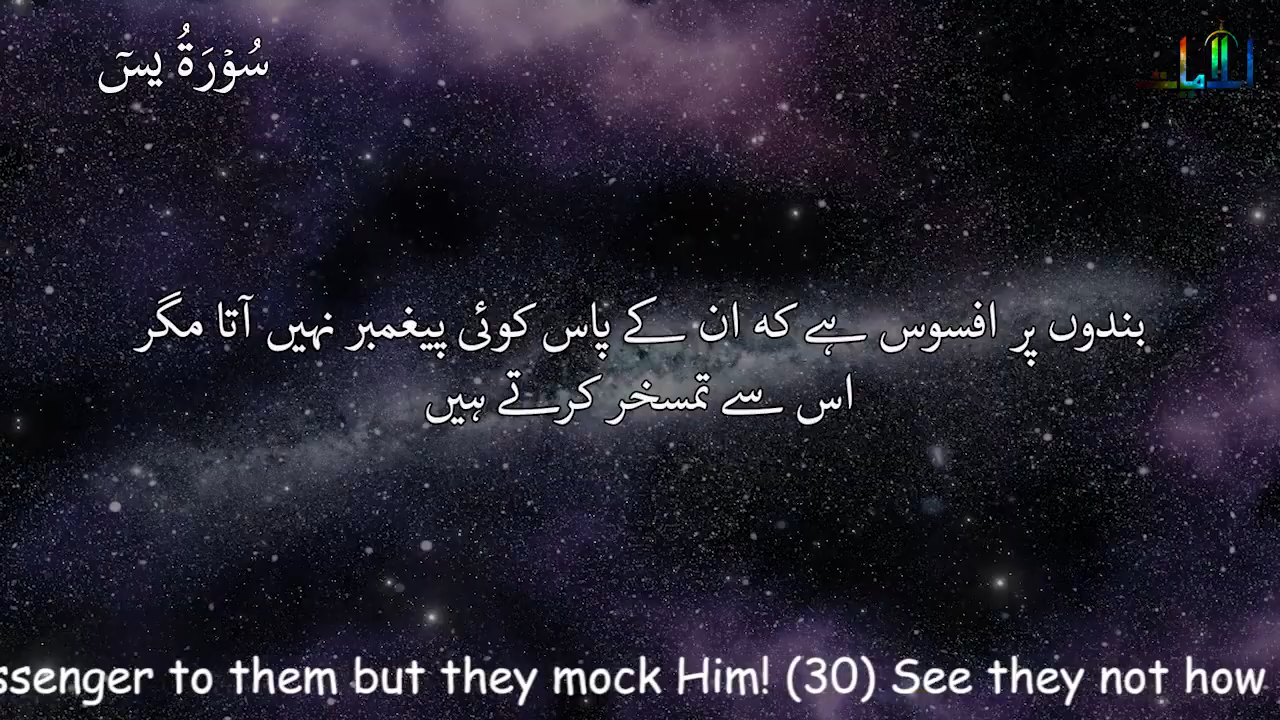 سُوْرَةُ يسٓ
بندوں پر افسوس ہے کہ ان کے پاس کوئی پیغمبر نہیں آتا مگر
اس سے تمسخر کرتے ہیں
ssenger to them but they mock Him! (30) See they not how